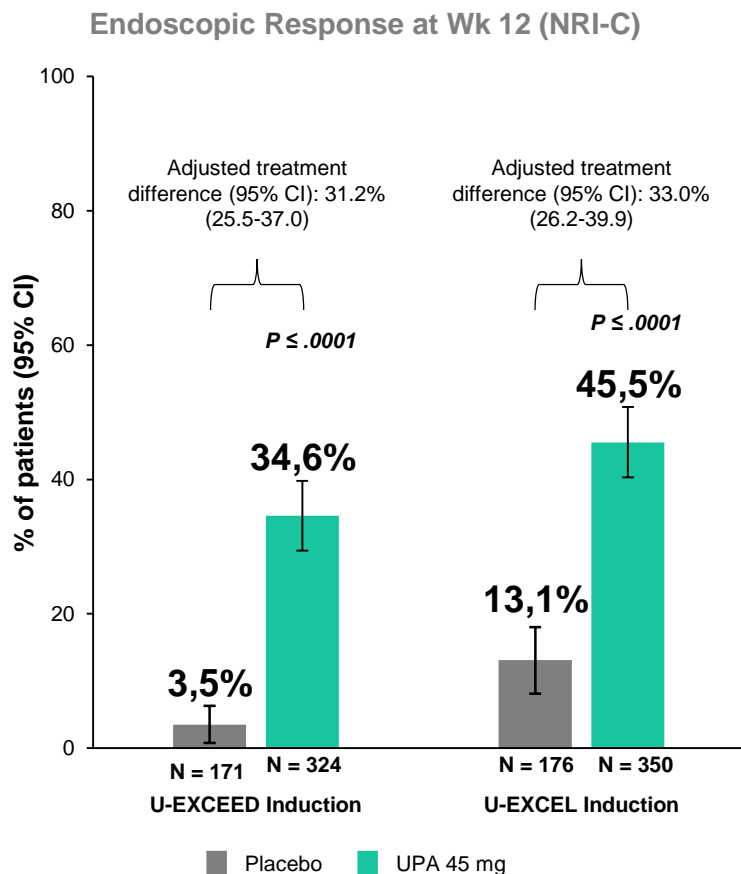 Endoscopic Response at Wk 12 (NRI-C)
100
80
60
40
20
0
% of patients (95% CI)
Adjusted treatment
difference (95% CI): 31.2%
(25.5-37.0)
P ≤ .0001
3,5%
34,6%
N = 171
N = 324
U-EXCEED Induction
Adjusted treatment
difference (95% CI): 33.0%
(26.2-39.9)
P ≤ .0001
13,1%
45,5%
N = 176
N = 350
U-EXCEL Induction
Placebo
UPA 45 mg